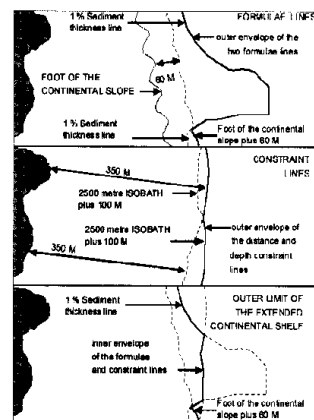 1 % Sediment
thickness line
FORMULAE LINES
outer envelope of
the two formulae lines
60 M
FOOT OF THE
CONTINENTAL SLOPE
1 % Sediment
thickness line
Foot of the continental
slope plus 60 M
350 M
CONSTRAINT
LINES
2500 metre ISOBATH
plus 100 M
2500 metre ISOBATH
plus 100 M
outer envelope of
the distance and
depth constraint
lines
350 M
1 % Sediment
thickness line
OUTER LIMIT OF
THE EXTENDED
CONTINENTAL SHELF
inner envelope
of the formulae
and constraint lines
Foot of the continental
slope plus 60 M